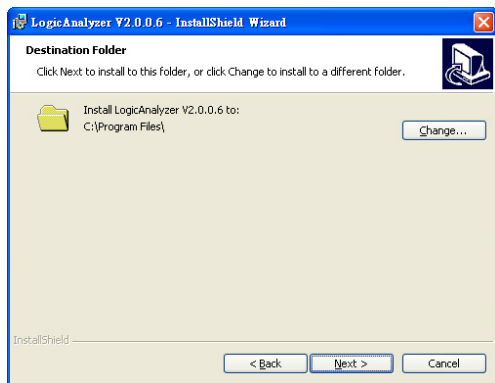 LogicAnalyzer V2.0.0.6 - InstallShield Wizard
Destination Folder
Click Next to install to this folder, or click Change to install to a different folder.
Install LogicAnalyzer V2.0.0.6 to:
C:\Program Files\
Change...
InstallShield
< Back Next > Cancel